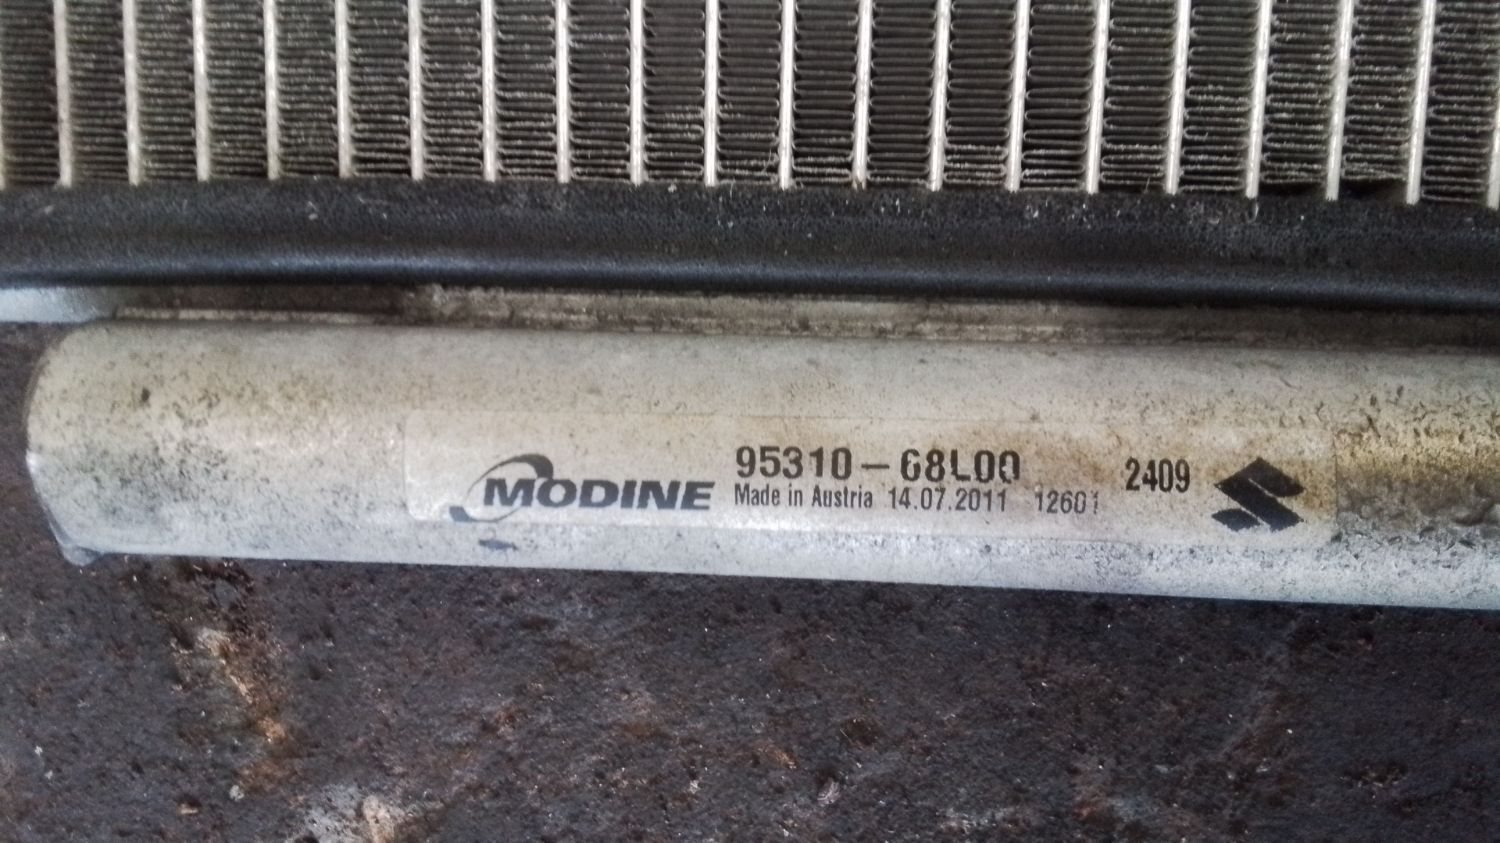 MODINE
95310-68L00
Made in Austria 14.07.2011 12601
2409